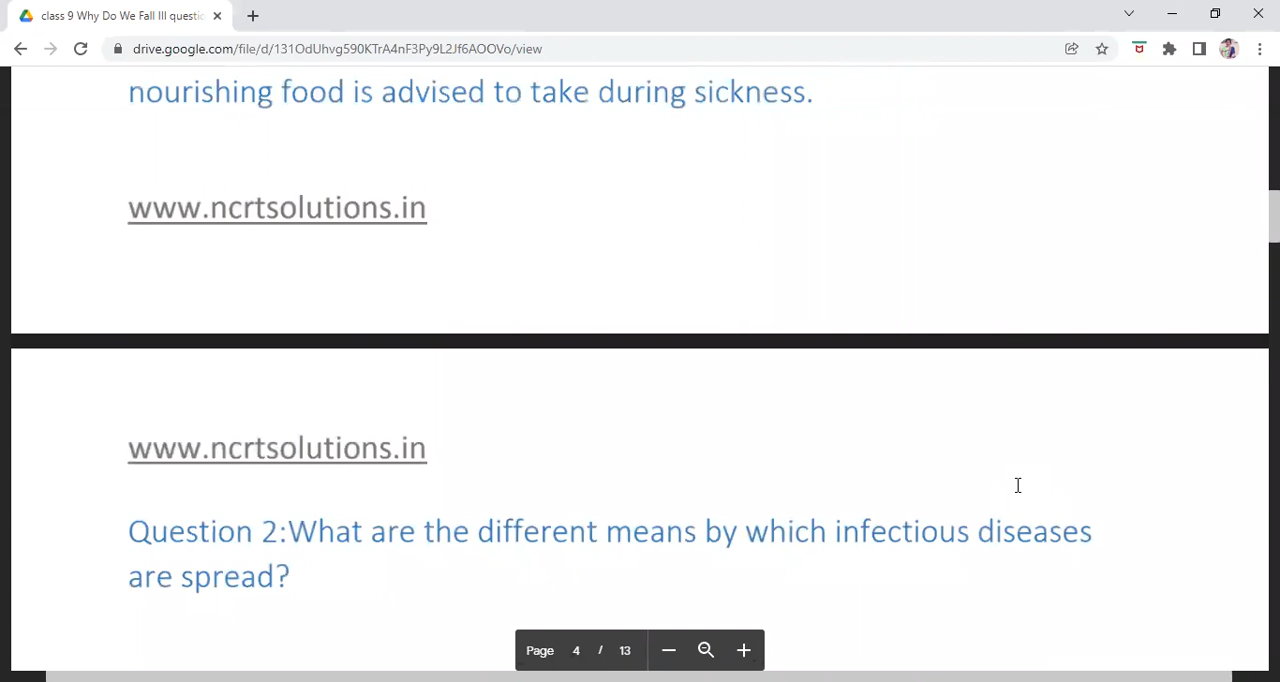 class 9 Why Do We Fall Ill questi
drive.google.com/file/d/131OdUhvg590KTrA4nF3Py9L2Jf6AOOVo/view
nourishing food is advised to take during sickness.
www.ncrtsolutions.in
www.ncrtsolutions.in
Question 2:What are the different means by which infectious diseases
are spread?
Page 4 / 13